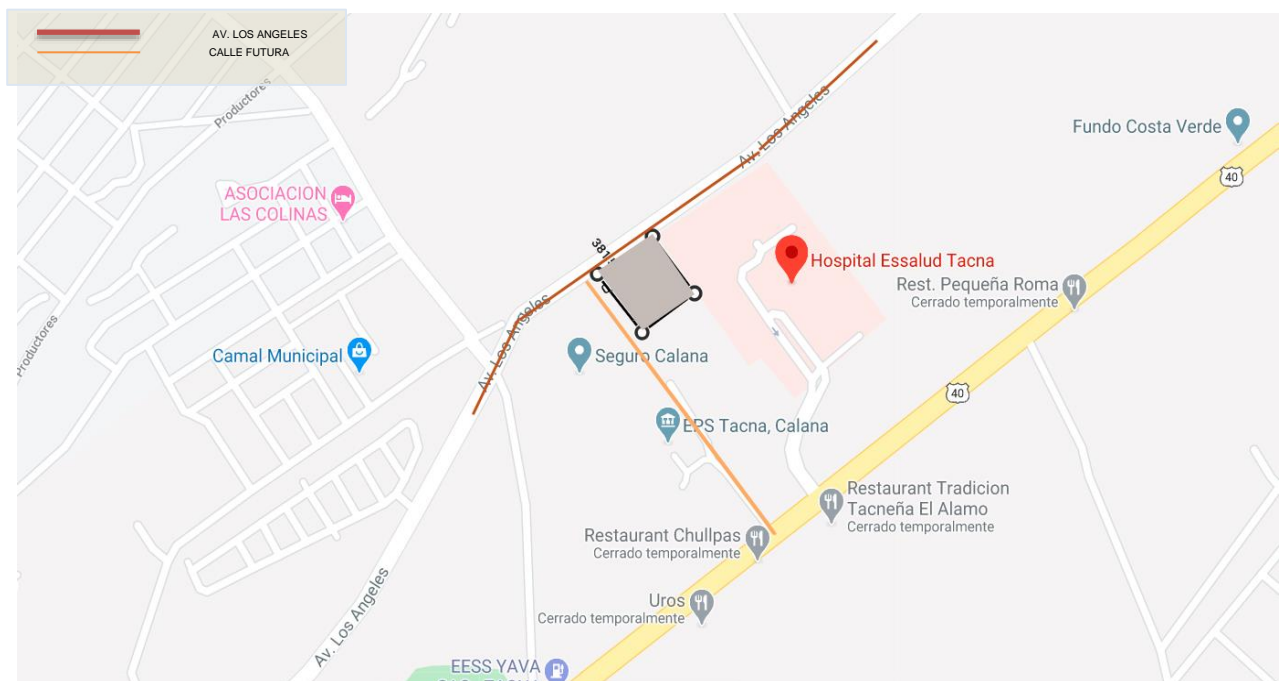 AV. LOS ANGELES
CALLE FUTURA
Productores
Av. Los Angeles
Fundo Costa Verde
40
ASOCIACION
LAS COLINAS
Hospital Essalud Tacna
Rest. Pequeña Roma
Cerrado temporalmente
Av. Los Angeles
Productores
Camal Municipal
Seguro Calana
40
EPS Tacna, Calana
Restaurant Tradicion
Tacneña El Alamo
Cerrado temporalmente
Restaurant Chullpas
Cerrado temporalmente
Uros
Cerrado temporalmente
Av. Los Angeles
EESS YAVA